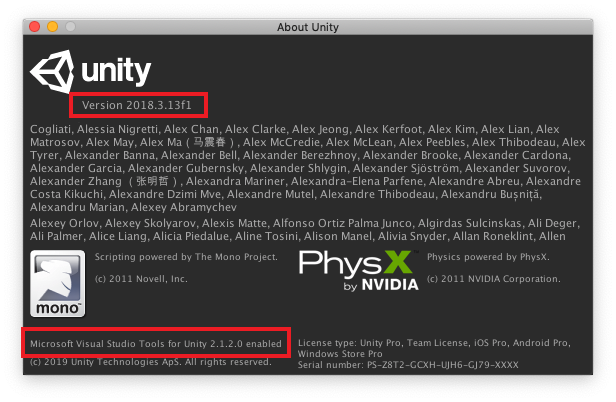 About Unity
unity
Version 2018.3.13f1
Cogliati, Alessia Nigretti, Alex Chan, Alex Clarke, Alex Jeong, Alex Kerfoot, Alex Kim, Alex Lian, Alex
Matrosov, Alex May, Alex Ma (马震春), Alex McCredie, Alex McLean, Alex Peebles, Alex Thibodeau, Alex
Tyrer, Alexander Banna, Alexander Bell, Alexander Berezhnoy, Alexander Brooke, Alexander Cardona,
Alexander Garcia, Alexander Gubernsky, Alexander Shlygin, Alexander Sjöström, Alexander Suvorov,
Alexander Zhang (张明哲), Alexandra Mariner, Alexandra-Elena Parfene, Alexandre Abreu, Alexandre
Costa Kikuchi, Alexandre Dzimi Mve, Alexandre Mutel, Alexandre Thibodeau, Alexandru Bușniță,
Alexandru Marian, Alexey Abramychev
Alexey Orlov, Alexey Skolyarov, Alexis Matte, Alfonso Ortiz Palma Junco, Algirdas Sulcinskas, Ali Deger,
Ali Palmer, Alice Liang, Alicia Piedalue, Aline Tosini, Alison Manel, Alivia Snyder, Allan Roneklint, Allen
mono™
Scripting powered by The Mono Project.
(c) 2011 Novell, Inc.
PhysX
by NVIDIA
Physics powered by PhysX.
(c) 2011 NVIDIA Corporation.
Microsoft Visual Studio Tools for Unity 2.1.2.0 enabled
(c) 2019 Unity Technologies ApS. All rights reserved.
License type: Unity Pro, Team License, iOS Pro, Android Pro,
Windows Store Pro
Serial number: PS-Z8T2-GCXH-UJH6-GJ79-XXXX